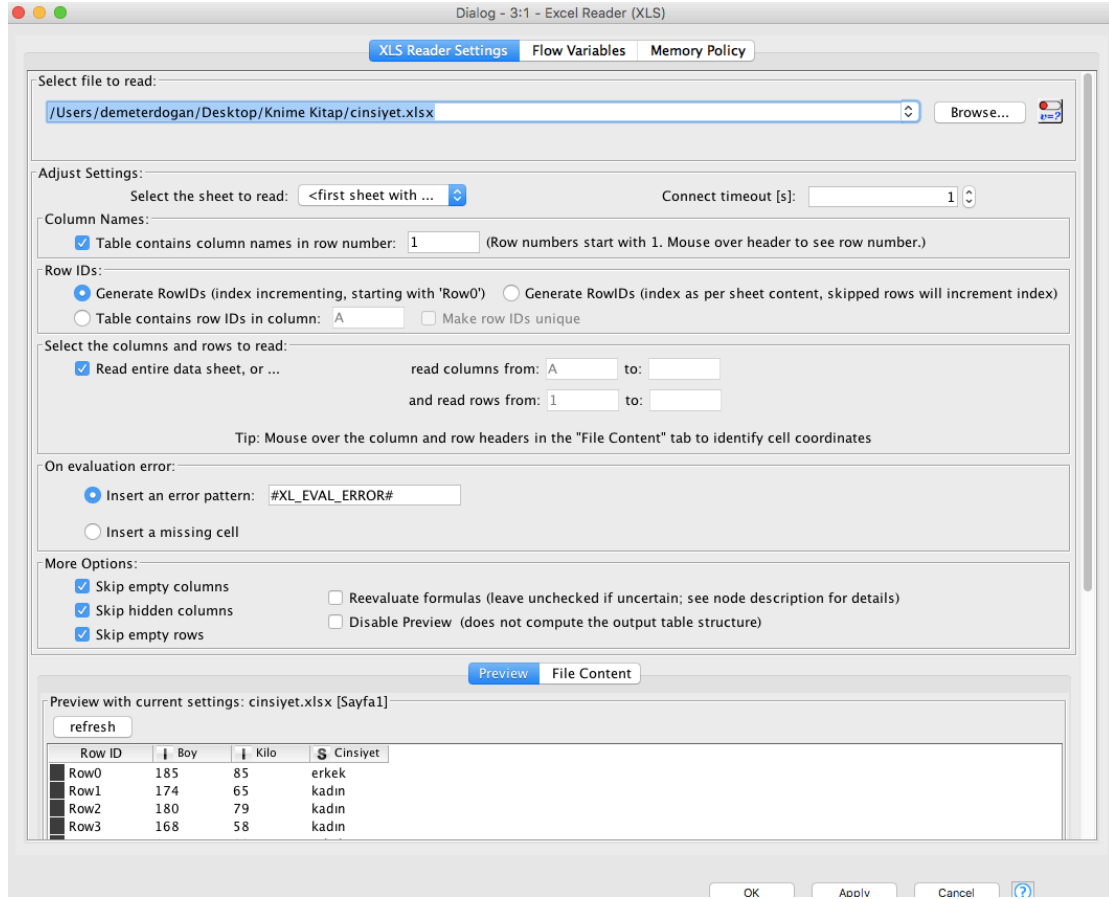 Dialog - 3:1 - Excel Reader (XLS)
XLS Reader Settings Flow Variables Memory Policy
Select file to read:
/Users/demeterdogan/Desktop/Knime Kitap/cinsiyet.xlsx Browse... v=?
Adjust Settings:
Select the sheet to read: <first sheet with ... Connect timeout [s]: 1
Column Names:
Table contains column names in row number: 1 (Row numbers start with 1. Mouse over header to see row number.)
Row IDs:
Generate RowIDs (index incrementing, starting with 'Row0') Generate RowIDs (index as per sheet content, skipped rows will increment index)
Table contains row IDs in column: A Make row IDs unique
Select the columns and rows to read:
Read entire data sheet, or ... read columns from: A to:
and read rows from: 1 to:
Tip: Mouse over the column and row headers in the "File Content" tab to identify cell coordinates
On evaluation error:
Insert an error pattern: #XL_EVAL_ERROR#
Insert a missing cell
More Options:
Skip empty columns
Reevaluate formulas (leave unchecked if uncertain; see node description for details)
Skip hidden columns
Disable Preview (does not compute the output table structure)
Skip empty rows
Preview File Content
Preview with current settings: cinsiyet.xlsx [Sayfa1]
refresh
Row ID I Boy I Kilo S Cinsiyet
Row0 185 85 erkek
Row1 174 65 kadın
Row2 180 79 kadın
Row3 168 58 kadın
OK Apply Cancel ?